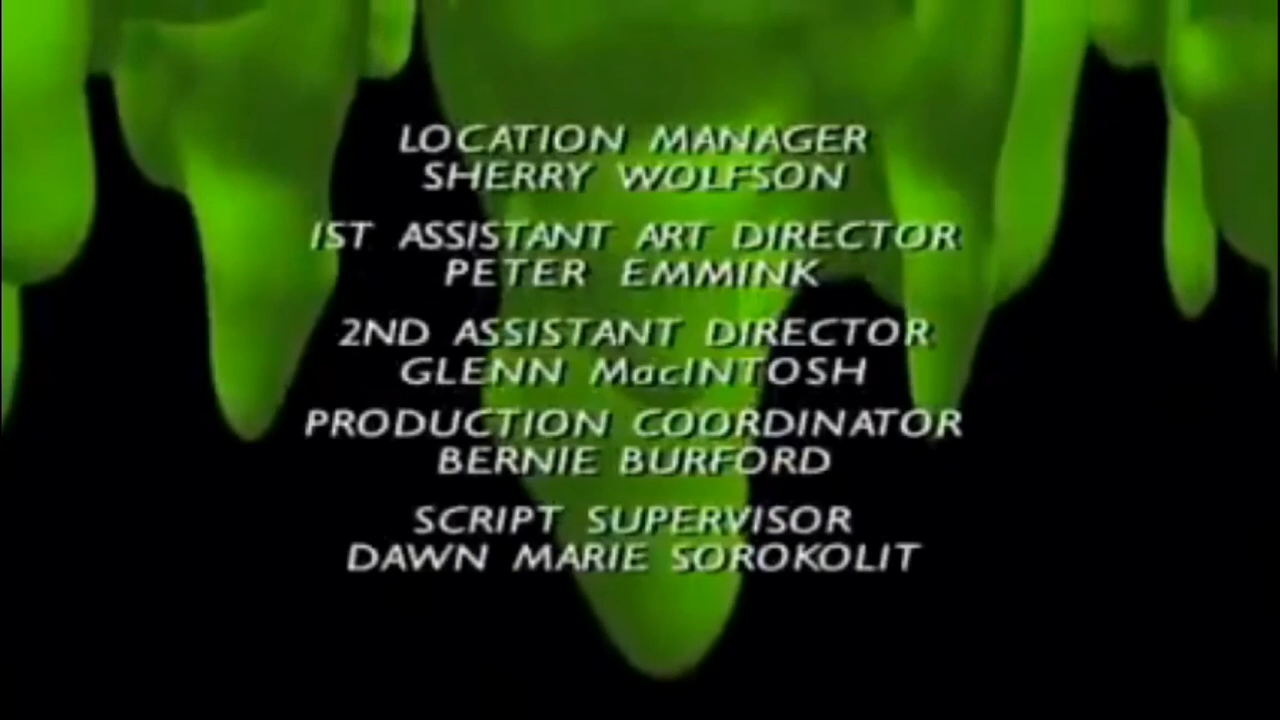 LOCATION MANAGER
SHERRY WOLFSON
1ST ASSISTANT ART DIRECTOR
PETER EMMINK
2ND ASSISTANT DIRECTOR
GLENN MacINTOSH
PRODUCTION COORDINATOR
BERNIE BURFORD
SCRIPT SUPERVISOR
DAWN MARIE SOROKOLIT